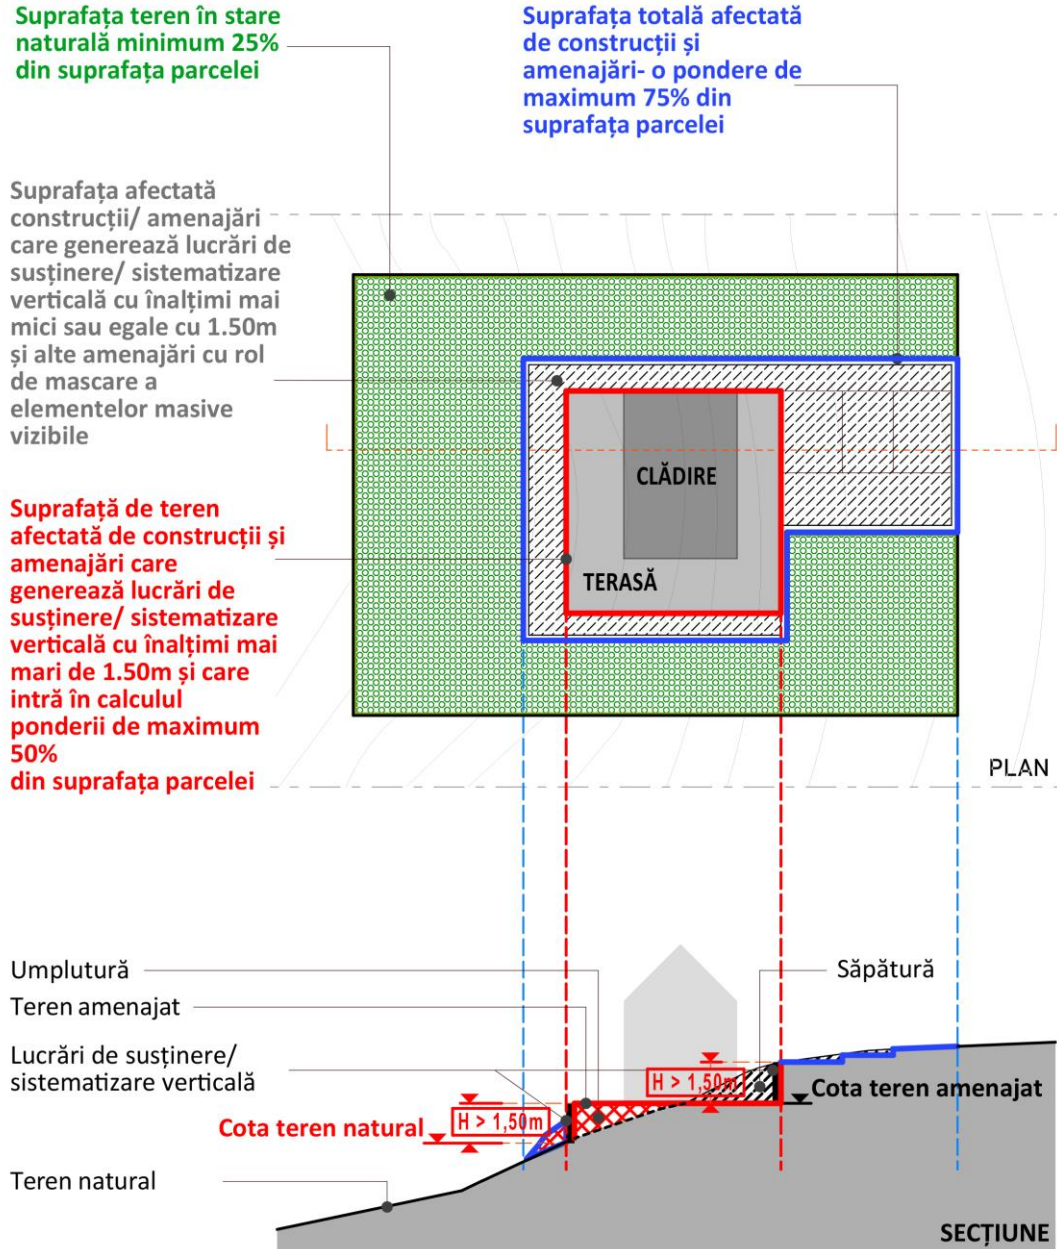 Suprafața teren în stare
naturală minimum 25%
din suprafața parcelei
Suprafața totală afectată
de construcții și
amenajări- o pondere de
maximum 75% din
suprafața parcelei
Suprafața afectată
construcții/ amenajări
care generează lucrări de
susținere/ sistematizare
verticală cu înalțimi mai
mici sau egale cu 1.50m
și alte amenajări cu rol
de mascare a
elementelor masive
vizibile
Suprafață de teren
afectată de construcții și
amenajări care
generează lucrări de
susținere/ sistematizare
verticală cu înalțimi mai
mari de 1.50m și care
intră în calculul
ponderii de maximum
50%
din suprafața parcelei
CLĂDIRE
TERASĂ
PLAN
Umplutură
Teren amenajat
Lucrări de susținere/
sistematizare verticală
Săpătură
H > 1,50m
Cota teren amenajat
Cota teren natural
H > 1,50m
Teren natural
SECȚIUNE